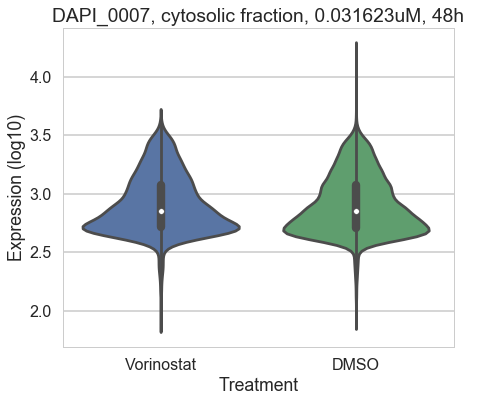 DAPI_0007, cytosolic fraction, 0.031623uM, 48h
Expression (log10)
4.0
3.5
3.0
2.5
2.0
Vorinostat DMSO
Treatment